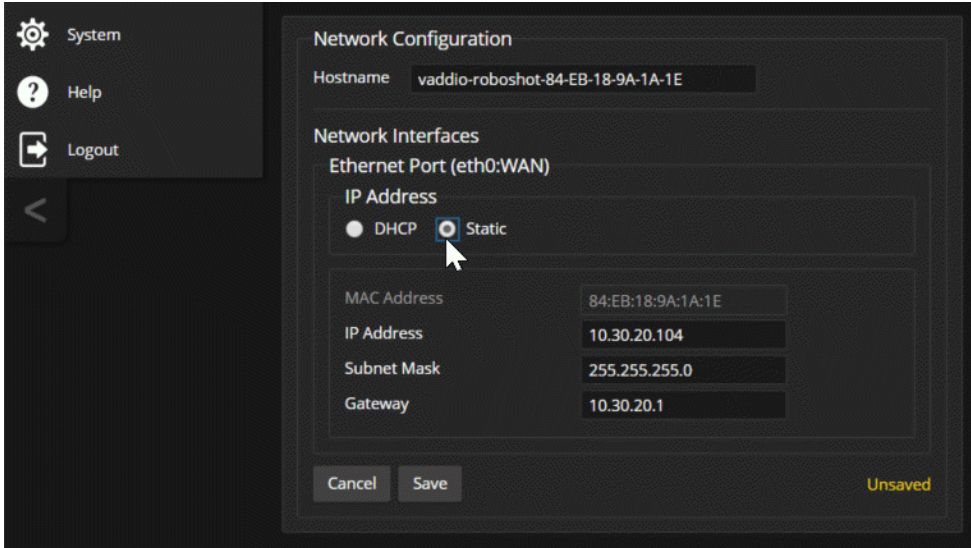 System
Help
Logout
<
Network Configuration
Hostname vaddio-roboshot-84-EB-18-9A-1A-1E
Network Interfaces
Ethernet Port (eth0:WAN)
IP Address
DHCP Static
MAC Address 84:EB:18:9A:1A:1E
IP Address 10.30.20.104
Subnet Mask 255.255.255.0
Gateway 10.30.20.1
Cancel Save Unsaved